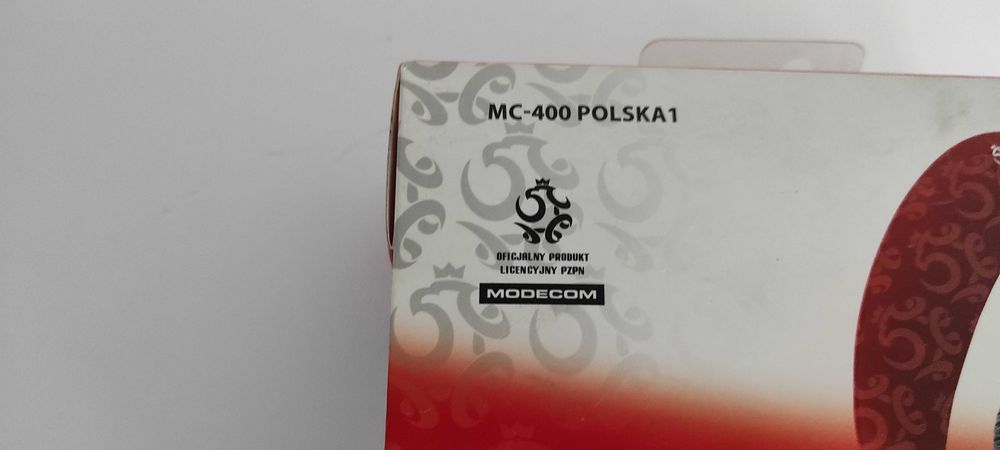 MC-400 POLSKA1
OFICJALNY PRODUKT
LICENCYJNY PZPN
MODECOM